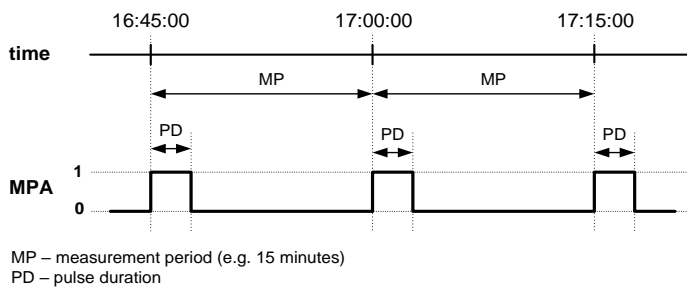 16:45:00 17:00:00 17:15:00
time
MP MP
PD PD PD
1
MPA
0
MP – measurement period (e.g. 15 minutes)
PD – pulse duration